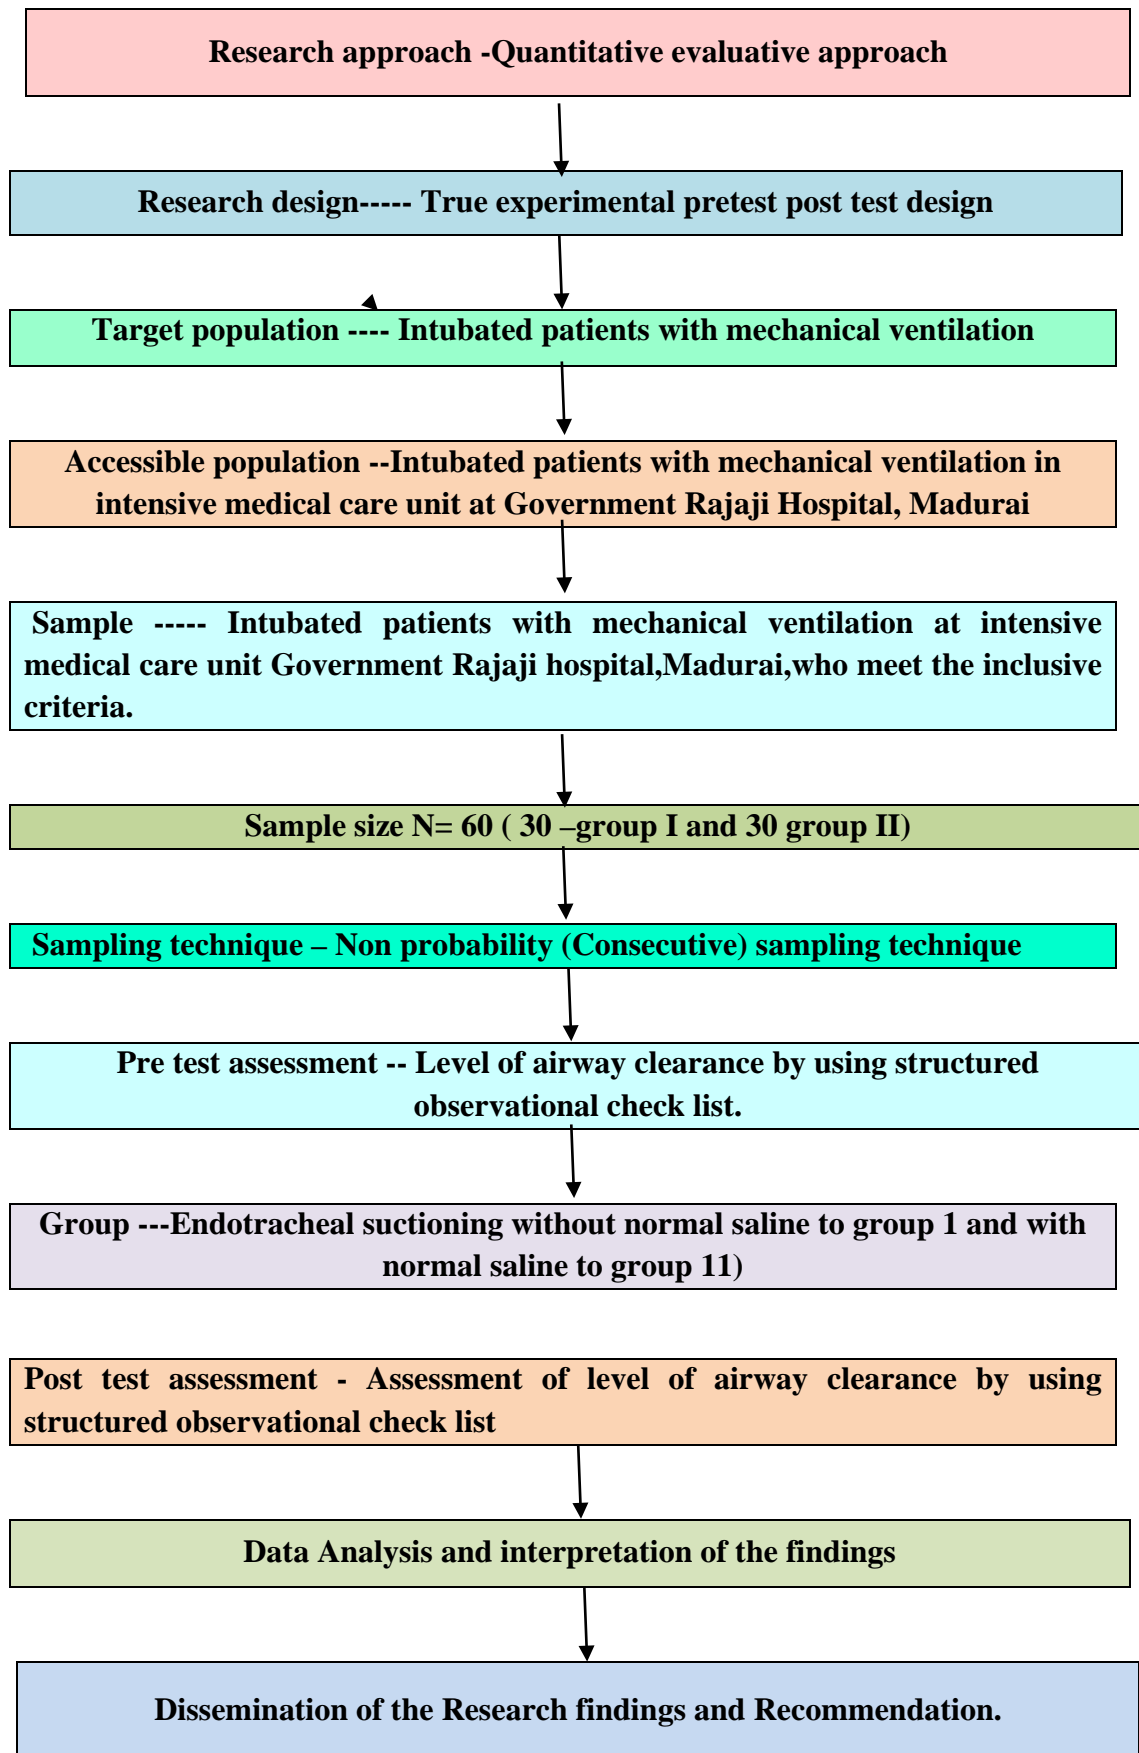 Research approach -Quantitative evaluative approach
Research design----- True experimental pretest post test design
Target population ---- Intubated patients with mechanical ventilation
Accessible population --Intubated patients with mechanical ventilation in
intensive medical care unit at Government Rajaji Hospital, Madurai
Sample ----- Intubated patients with mechanical ventilation at intensive
medical care unit Government Rajaji hospital,Madurai,who meet the inclusive
criteria.
Sample size N= 60 ( 30 –group I and 30 group II)
Sampling technique – Non probability (Consecutive) sampling technique
Pre test assessment -- Level of airway clearance by using structured
observational check list.
Group ---Endotracheal suctioning without normal saline to group 1 and with
normal saline to group 11)
Post test assessment - Assessment of level of airway clearance by using
structured observational check list
Data Analysis and interpretation of the findings
Dissemination of the Research findings and Recommendation.